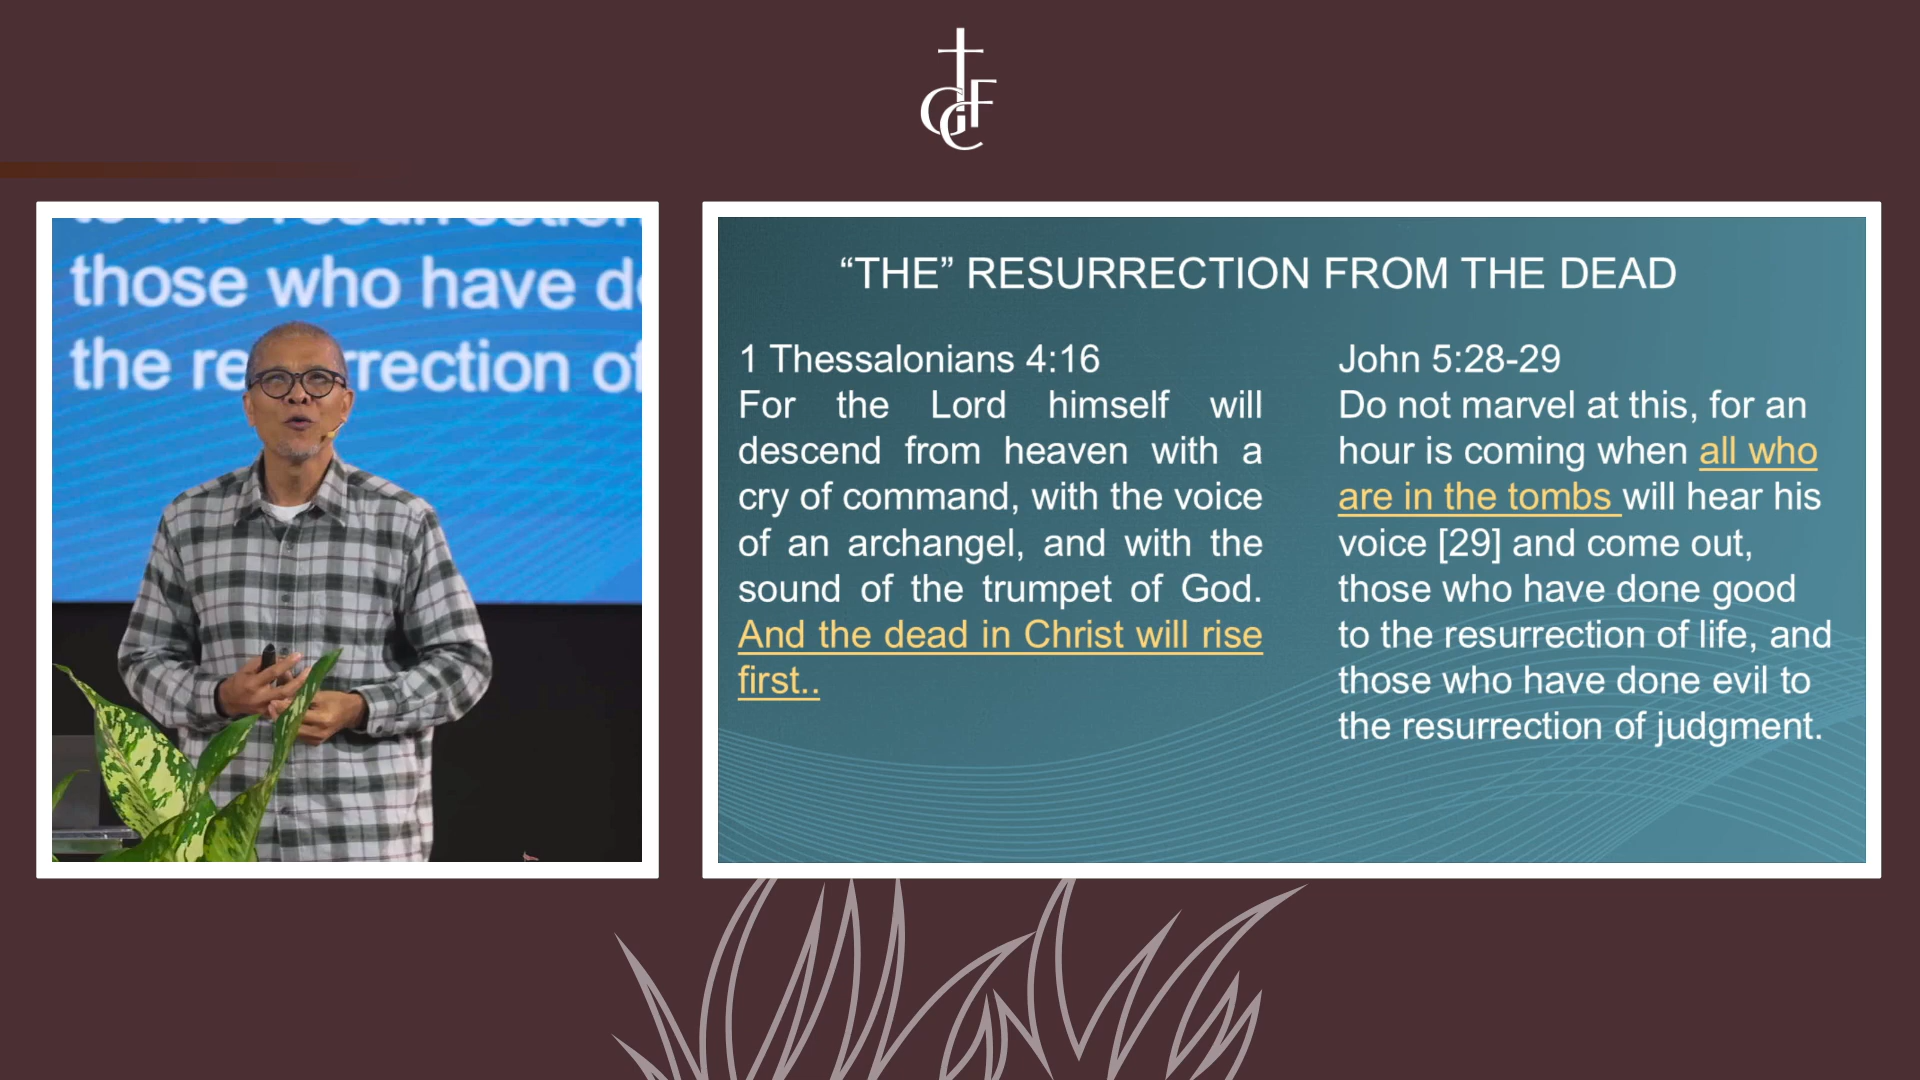 those who have
the resurrection of
“THE” RESURRECTION FROM THE DEAD
1 Thessalonians 4:16
For the Lord himself will
descend from heaven with a
cry of command, with the voice
of an archangel, and with the
sound of the trumpet of God.
And the dead in Christ will rise
first..
John 5:28-29
Do not marvel at this, for an
hour is coming when all who
are in the tombs will hear his
voice [29] and come out,
those who have done good
to the resurrection of life, and
those who have done evil to
the resurrection of judgment.